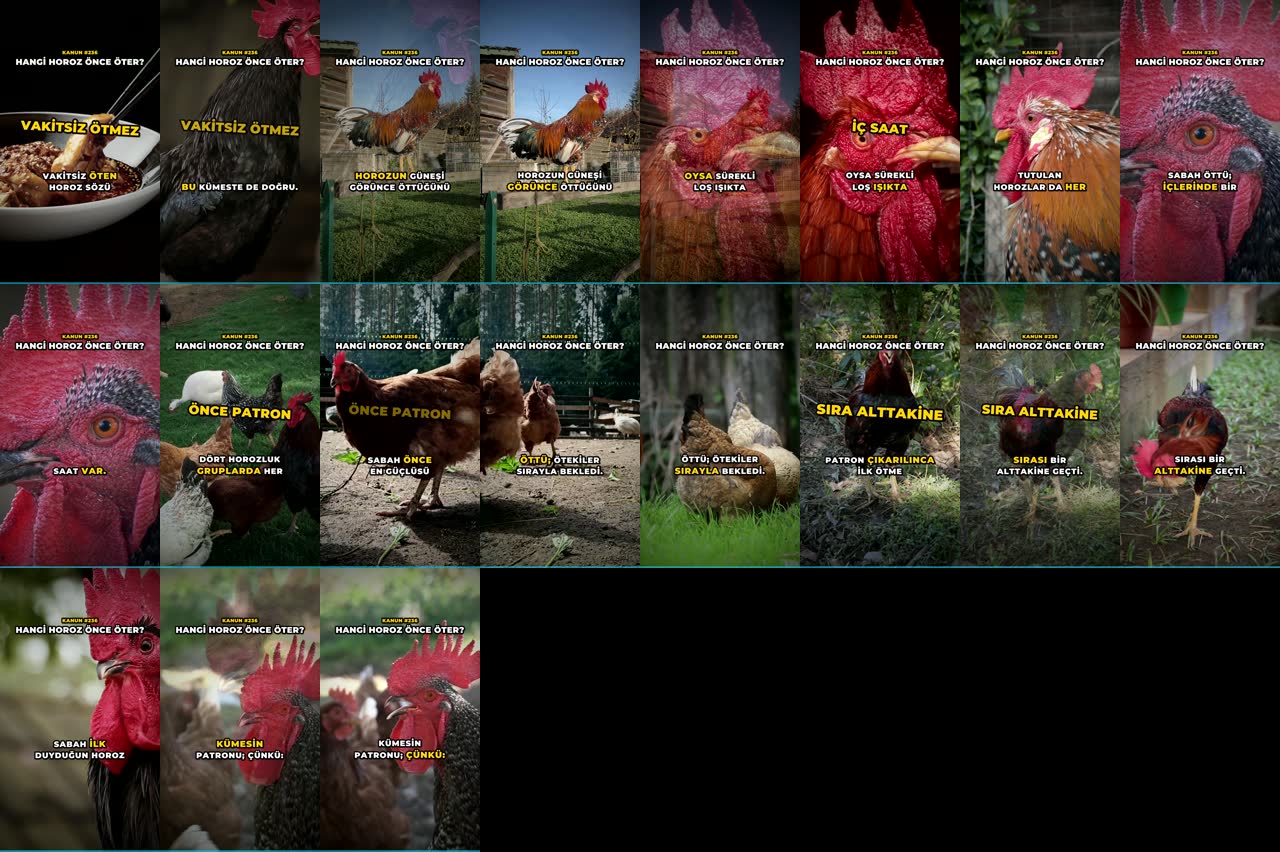 KANUN #236
HANGİ HOROZ ÖNCE ÖTER?
VAKİTSİZ ÖTMEZ
VAKİTSİZ ÖTEN
HOROZ SÖZÜ
KANUN #236
HANGİ HOROZ ÖNCE ÖTER?
VAKİTSİZ ÖTMEZ
BU KÜMESTE DE DOĞRU.
KANUN #236
HANGİ HOROZ ÖNCE ÖTER?
HOROZUN GÜNEŞİ
GÖRÜNCE ÖTTÜĞÜNÜ
KANUN #236
HANGİ HOROZ ÖNCE ÖTER?
HOROZUN GÜNEŞİ
GÖRÜNCE ÖTTÜĞÜNÜ
KANUN #236
HANGİ HOROZ ÖNCE ÖTER?
OYSA SÜREKLİ
LOŞ IŞIKTA
KANUN #236
HANGİ HOROZ ÖNCE ÖTER?
İÇ SAAT
OYSA SÜREKLİ
LOŞ IŞIKTA
KANUN #236
HANGİ HOROZ ÖNCE ÖTER?
TUTULAN
HOROZLAR DA HER
KANUN #236
HANGİ HOROZ ÖNCE ÖTER?
SABAH ÖTTÜ;
İÇLERİNDE BİR
KANUN #236
HANGİ HOROZ ÖNCE ÖTER?
SAAT VAR.
KANUN #236
HANGİ HOROZ ÖNCE ÖTER?
ÖNCE PATRON
DÖRT HOROZLUK
GRUPLARDA HER
KANUN #236
HANGİ HOROZ ÖNCE ÖTER?
ÖNCE PATRON
SABAH ÖNCE
EN GÜÇLÜSÜ
KANUN #236
HANGİ HOROZ ÖNCE ÖTER?
ÖTTÜ; ÖTEKİLER
SIRAYLA BEKLEDİ.
KANUN #236
HANGİ HOROZ ÖNCE ÖTER?
ÖTTÜ; ÖTEKİLER
SIRAYLA BEKLEDİ.
KANUN #236
HANGİ HOROZ ÖNCE ÖTER?
SIRA ALTTAKİNE
PATRON ÇIKARILINCA
İLK ÖTME
KANUN #236
HANGİ HOROZ ÖNCE ÖTER?
SIRA ALTTAKİNE
SIRASI BİR
ALTTAKİNE GEÇTİ.
KANUN #236
HANGİ HOROZ ÖNCE ÖTER?
SIRASI BİR
ALTTAKİNE GEÇTİ.
KANUN #236
HANGİ HOROZ ÖNCE ÖTER?
SABAH İLK
DUYDUĞUN HOROZ
KANUN #236
HANGİ HOROZ ÖNCE ÖTER?
KÜMESİN
PATRONU; ÇÜNKÜ:
KANUN #236
HANGİ HOROZ ÖNCE ÖTER?
KÜMESİN
PATRONU; ÇÜNKÜ: